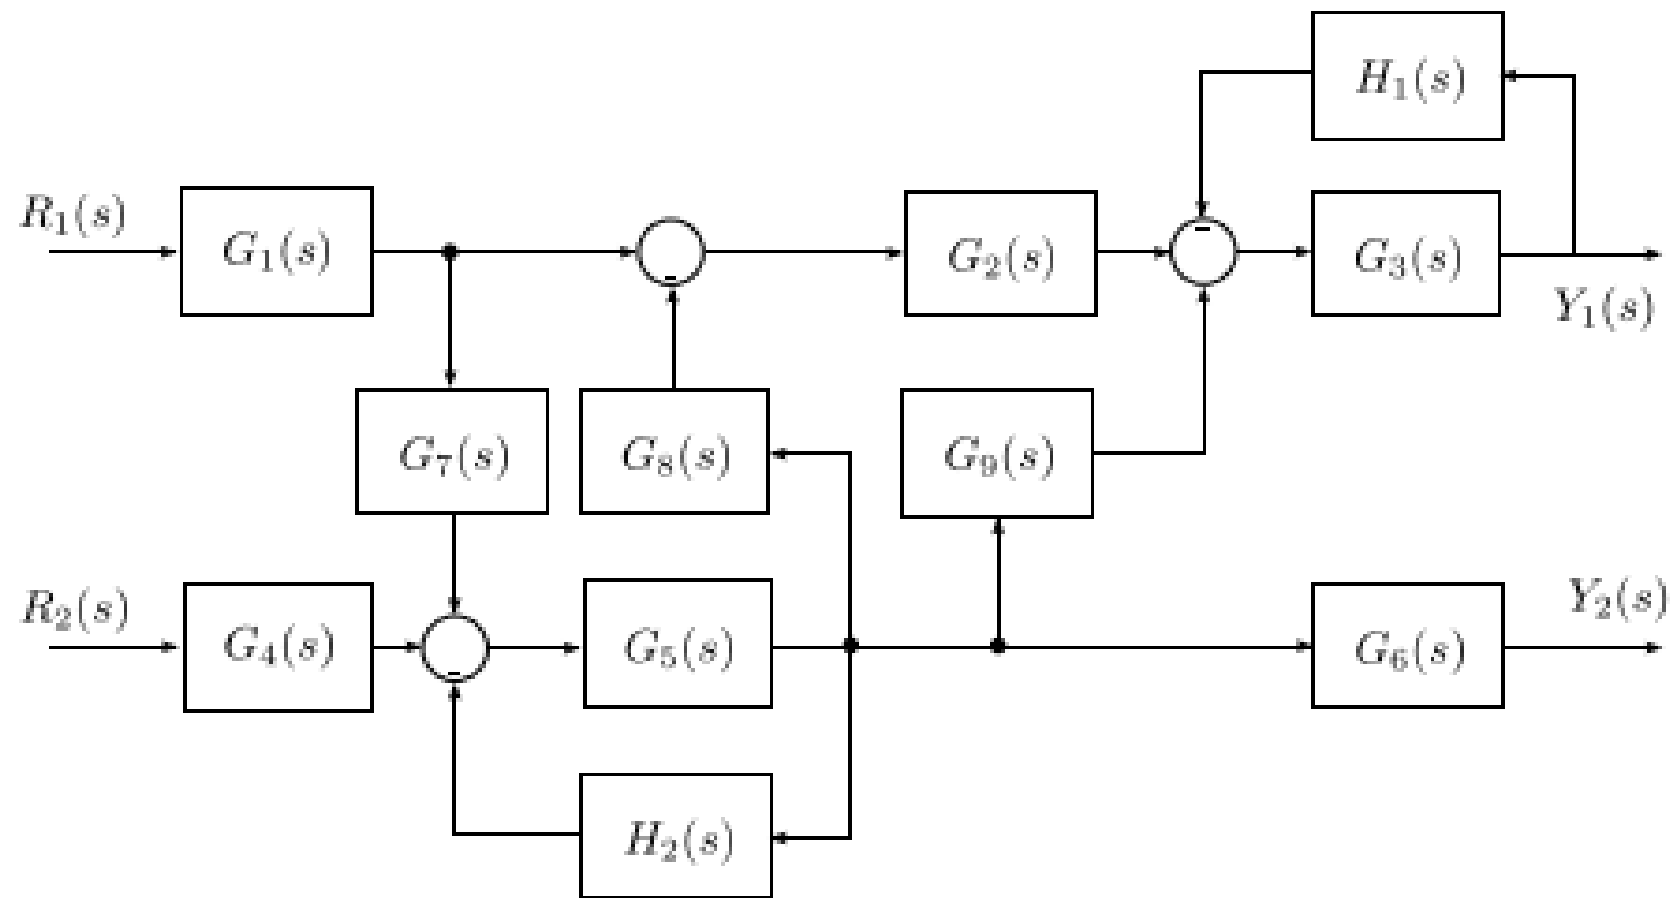 H₁(s)
R₁(s)
G₁(s)
G₂(s)
G₃(s)
Y₁(s)
G₇(s)
G₈(s)
G₉(s)
R₂(s)
G₄(s)
G₅(s)
G₆(s)
Y₂(s)
H₂(s)